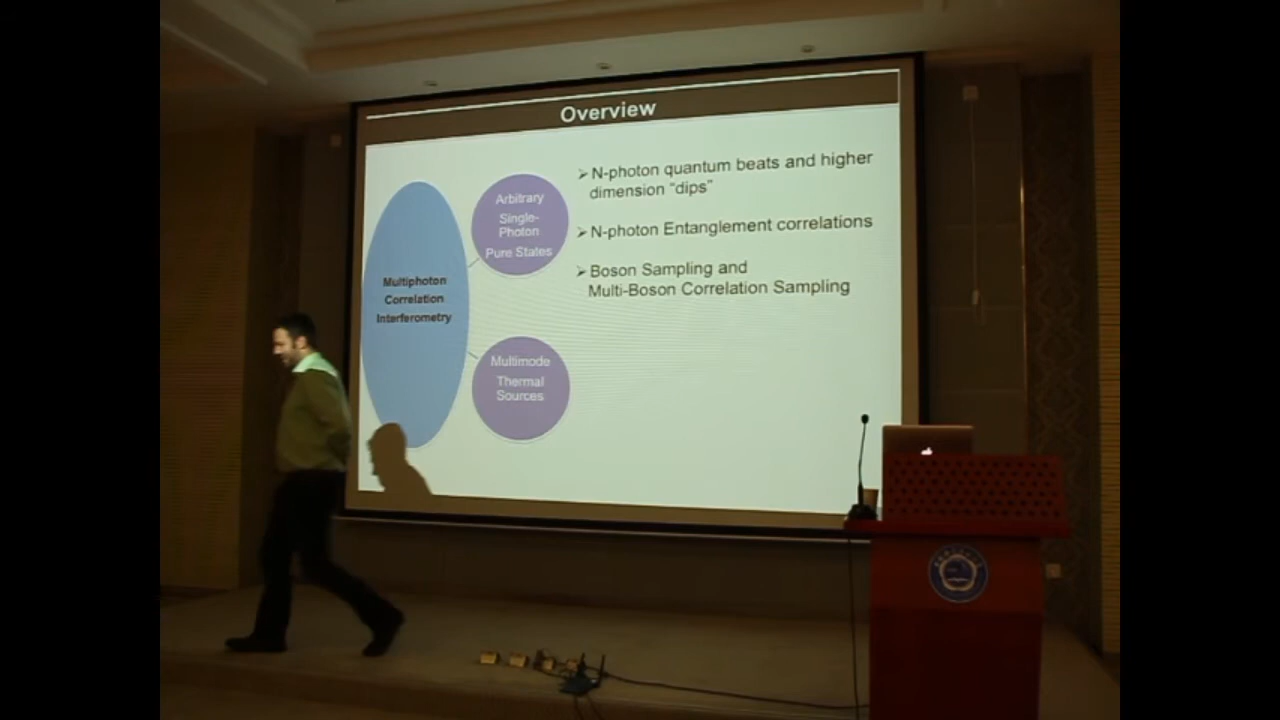 Overview
Multiphoton
Correlation
Interferometry
Arbitrary
Single-
Photon
Pure States
Multimode
Thermal
Sources
➢N-photon quantum beats and higher
dimension “dips”
➢N-photon Entanglement correlations
➢Boson Sampling and
Multi-Boson Correlation Sampling